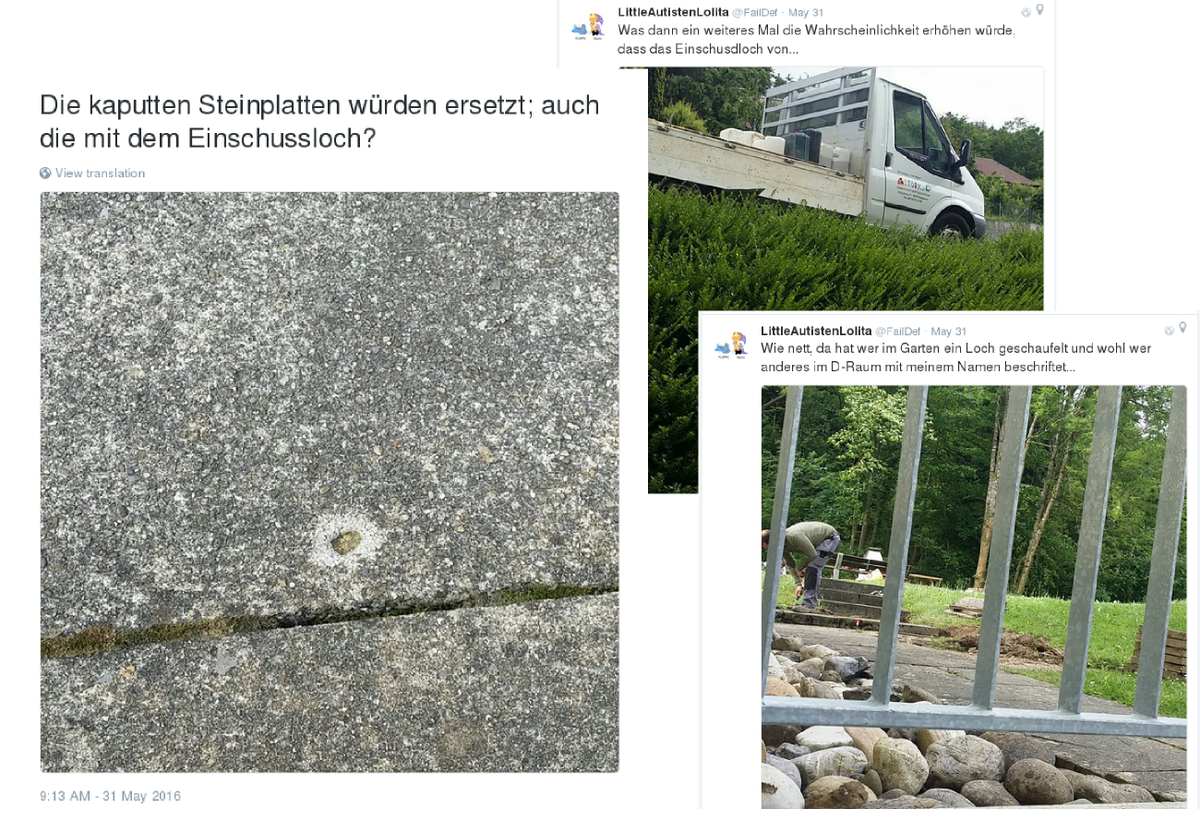 LittleAutistenLolita @FailDef · May 31
Was dann ein weiteres Mal die Wahrscheinlichkeit erhöhen würde,
dass das Einschusdloch von...
Die kaputten Steinplatten würden ersetzt; auch
die mit dem Einschussloch?
View translation
9:13 AM - 31 May 2016
LittleAutistenLolita @FailDef · May 31
Wie nett, da hat wer im Garten ein Loch geschaufelt und wohl wer
anderes im D-Raum mit meinem Namen beschriftet...